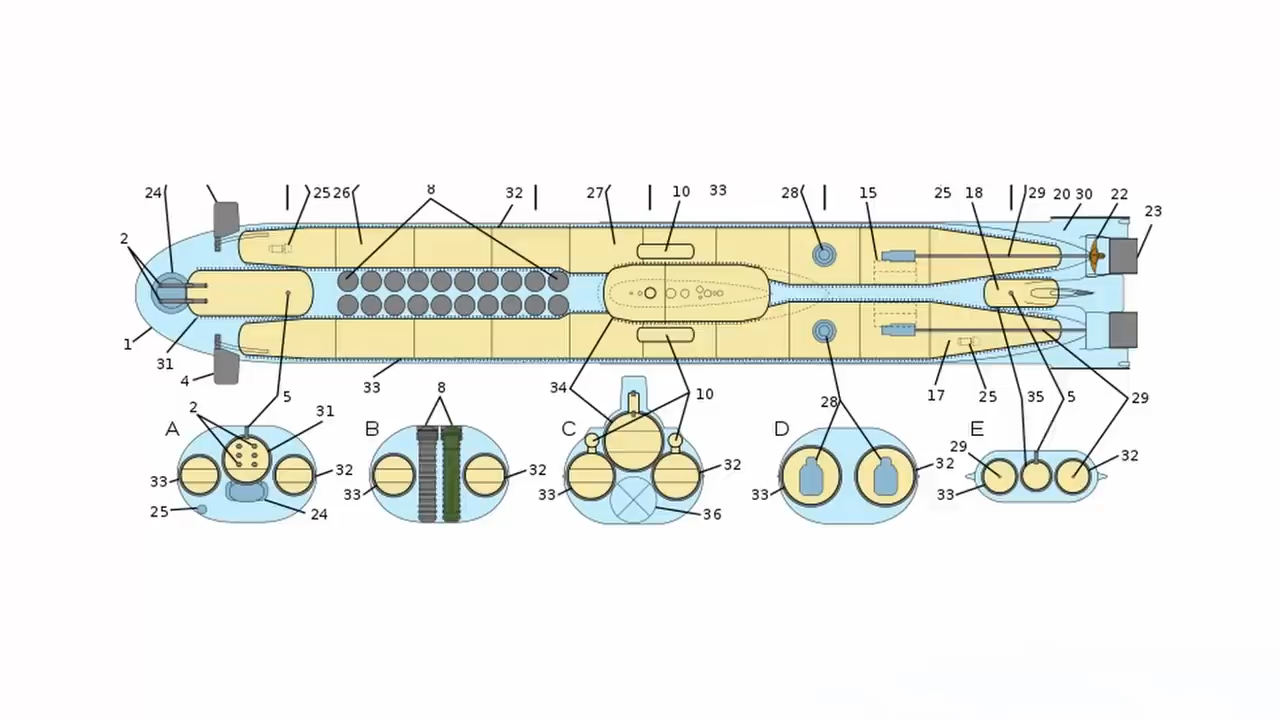 24 25 26 8 32 27 10 33 28 15 25 18 29 20 30 22
2 23
1
31 4 33 5 34 10 17 25 35 5 29
2 31 8 28
A B C D E
29
33 32 33 32 33 32 33 32 33 32
25 24 36